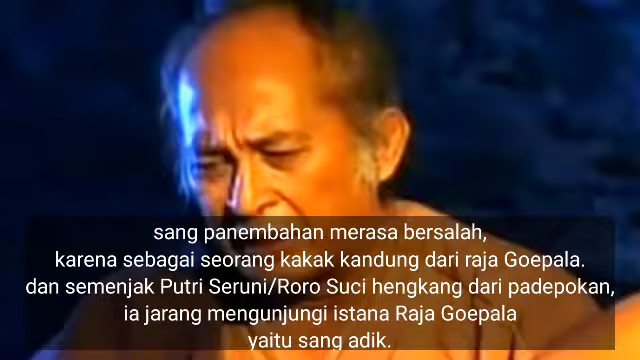 sang panembahan merasa bersalah,
karena sebagai seorang kakak kandung dari raja Goepala.
dan semenjak Putri Seruni/Roro Suci hengkang dari padepokan,
ia jarang mengunjungi istana Raja Goepala
yaitu sang adik.